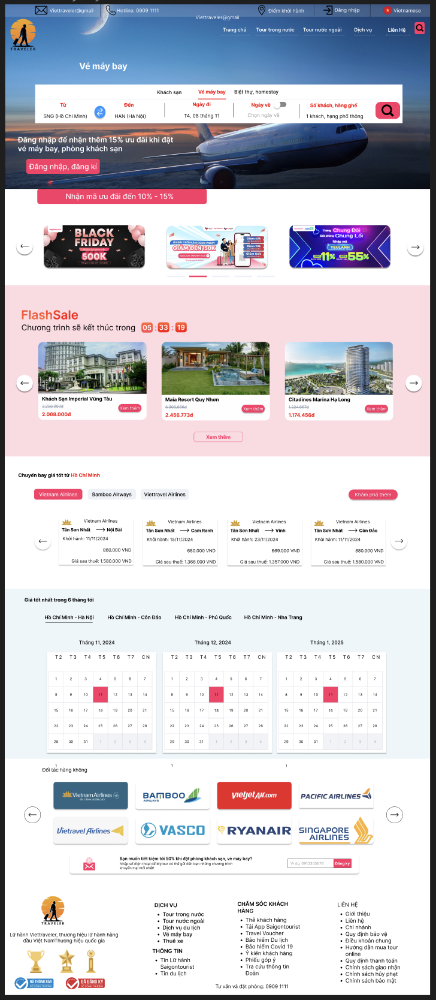 Viettraveler@gmail
Hotline: 0909 1111
Viettraveler@gmail
Điểm khởi hành
Đăng nhập
Vietnamese
TRAVELER
Trang chủ
Tour trong nước
Tour nước ngoài
Dịch vụ
Liên Hệ
Vé máy bay
Khách sạn
Vé máy bay
Biệt thự, homestay
Từ
Đến
Ngày đi
Ngày về
Số khách, hàng ghế
SNG (Hồ Chí Minh)
HAN (Hà Nội)
T4, 08 tháng 11
Chọn ngày về
1 khách, hạng phổ thông
Đăng nhập để nhận thêm 15% ưu đãi khi đặt
vé máy bay, phòng khách sạn
Đăng nhập, đăng kí
Nhận mã ưu đãi đến 10% - 15%
mytour.vn
BLACK
FRIDAY
500K
ƯU ĐÃI CUỐI NĂM CÙNG VNPAY
GIẢM ĐẾN 150K
Giảm 60k
Giảm 90k
Giảm 150k
Tháng Chung Đôi
Đặt phòng Chung Lối
Nhập mã
YEULANH
11%
55%
FlashSale
Chương trình sẽ kết thúc trong 05 : 33 : 19
Khách Sạn Imperial Vũng Tàu
3.256.000đ
2.068.000đ
Xem thêm
Maia Resort Quy Nhơn
2.456.773đ
Xem thêm
Citadines Marina Hạ Long
1.224.667đ
1.174.456đ
Xem thêm
Xem thêm
Chuyến bay giá tốt từ Hồ Chí Minh
Vietnam Airlines
Bamboo Airways
Viettravel Airlines
Khám phá thêm
Vietnam Airlines
Tân Sơn Nhất → Nội Bài
Khởi hành: 11/11/2024
880.000 VND
Giá sau thuế: 1.580.000 VND
Vietnam Airlines
Tân Sơn Nhất → Cam Ranh
Khởi hành: 15/11/2024
680.000 VND
Giá sau thuế: 1.368.000 VND
Vietnam Airlines
Tân Sơn Nhất → Vinh
Khởi hành: 23/11/2024
669.000 VND
Giá sau thuế: 1.357.000 VND
Vietnam Airlines
Tân Sơn Nhất → Côn Đảo
Khởi hành: 11/11/2024
880.000 VND
Giá sau thuế: 1.580.000 VND
Giá tốt nhất trong 6 tháng tới
Hồ Chí Minh - Hà Nội
Hồ Chí Minh - Côn Đảo
Hồ Chí Minh - Phú Quốc
Hồ Chí Minh - Nha Trang
Tháng 11, 2024
T2 T3 T4 T5 T6 T7 CN
1 2 3 4 5 6 7
8 9 10 11 12 13 14
15 16 17 18 19 20 21
22 23 24 25 26 27 28
29 30 31 1 2 3 4
1
Tháng 12, 2024
T2 T3 T4 T5 T6 T7 CN
1 2 3 4 5 6 7
8 9 10 11 12 13 14
15 16 17 18 19 20 21
22 23 24 25 26 27 28
29 30 31 1 2 3 4
1
Tháng 1, 2025
T2 T3 T4 T5 T6 T7 CN
1 2 3 4 5 6 7
8 9 10 11 12 13 14
15 16 17 18 19 20 21
22 23 24 25 26 27 28
29 30 31 1 2 3 4
1
Đối tác hàng không
Vietnam Airlines
SẢI CÁNH VƯƠN CAO
BAMBOO
AIRWAYS
vietjetAir.com
PACIFIC AIRLINES
Vietravel Airlines
VASCO
RYANAIR
SINGAPORE
AIRLINES
Bạn muốn tiết kiệm tới 50% khi đặt phòng khách sạn, vé máy bay?
Nhập số điện thoại để Mytour có thể gửi đến bạn những chương trình
khuyến mại mới nhất!
Ví dụ: 0912345678
Đăng ký
TRAVELER
Lữ hành Viettraveler, thương hiệu lữ hành hàng
đầu Việt NamThương hiệu quốc gia
ĐÃ THÔNG BÁO
BỘ CÔNG THƯƠNG
ĐÃ ĐĂNG KÝ
BỘ CÔNG THƯƠNG
DỊCH VỤ
Tour trong nước
Tour nước ngoài
Dịch vụ du lịch
Vé máy bay
Thuê xe
THÔNG TIN
Tin Lữ hành
Saigontourist
Tin du lịch
CHĂM SÓC KHÁCH
HÀNG
Thẻ khách hàng
Tải App Saigontourist
Travel Voucher
Bảo hiểm Du lịch
Bảo hiểm Covid 19
Ý kiến khách hàng
Phiếu góp ý
Tra cứu thông tin
Đoàn
Tư vấn và đặt phòng: 0909 1111
LIÊN HỆ
Giới thiệu
Liên hệ
Chi nhánh
Quy định bảo vệ
Điều khoản chung
Hướng dẫn mua tour
online
Quy định thanh toán
Chính sách giao nhận
Chính sách hủy phạt
Chính sách bảo mật